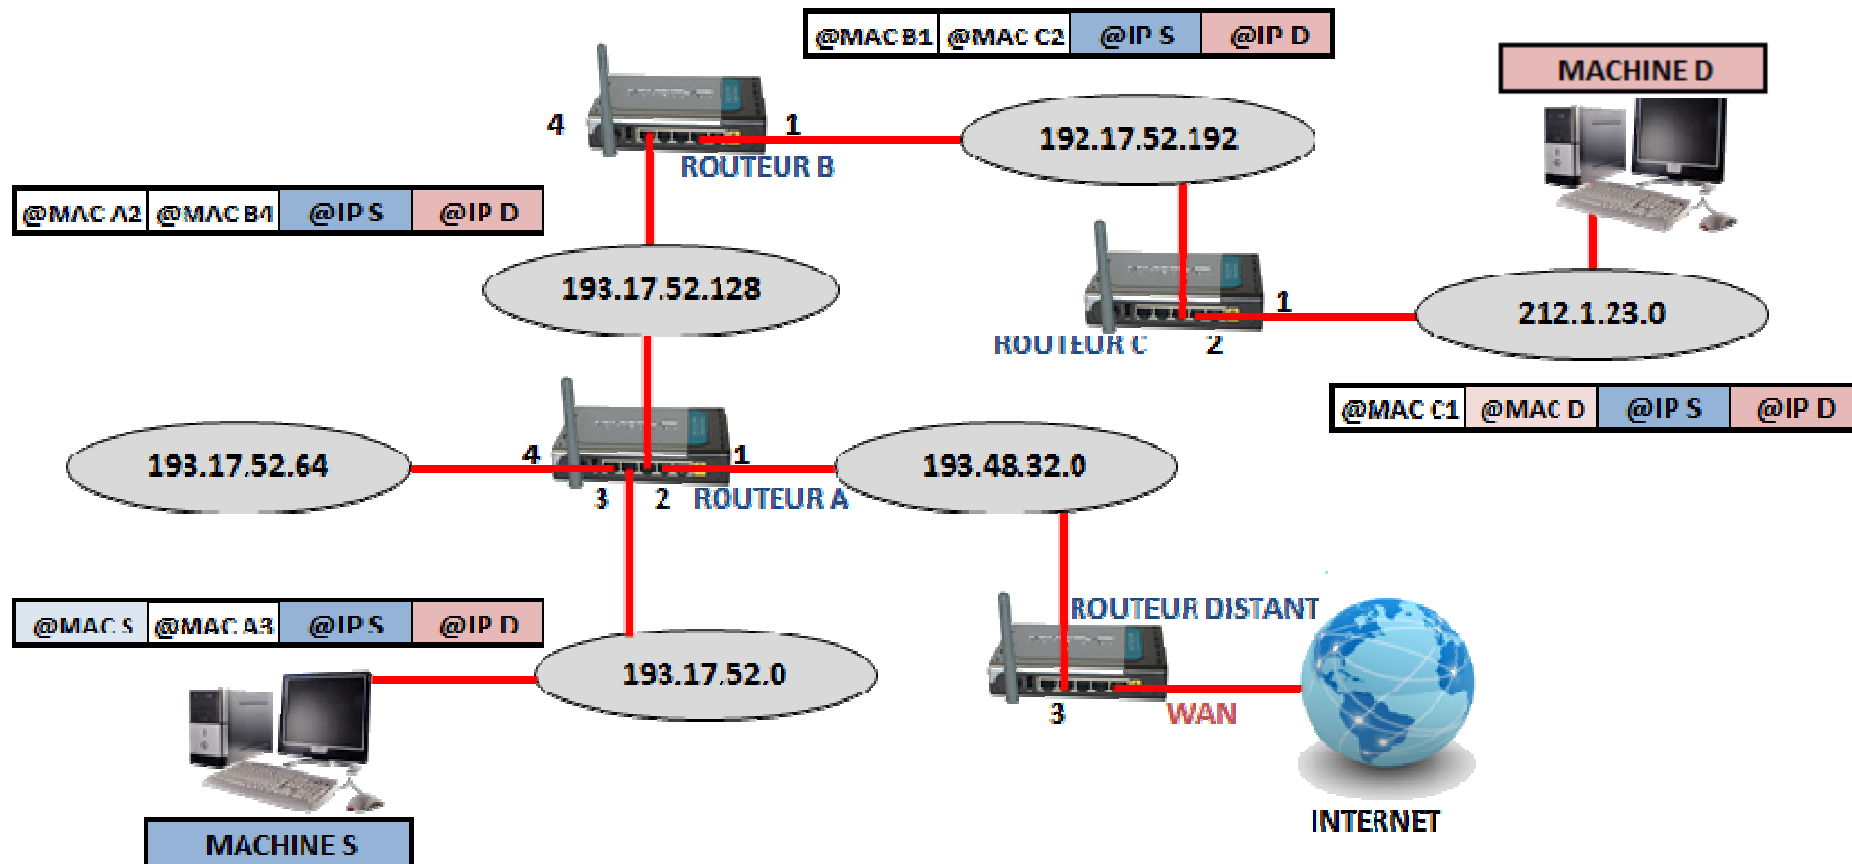 @MAC B1 @MAC C2 @IP S @IP D
MACHINE D
4
1
192.17.52.192
ROUTEUR B
@MAC A2 @MAC B4 @IP S @IP D
193.17.52.128
1
212.1.23.0
ROUTEUR C
2
@MAC C1 @MAC D @IP S @IP D
193.17.52.64
4
1
193.48.32.0
3
2
ROUTEUR A
@MAC S @MAC A3 @IP S @IP D
ROUTEUR DISTANT
193.17.52.0
3
WAN
INTERNET
MACHINE S